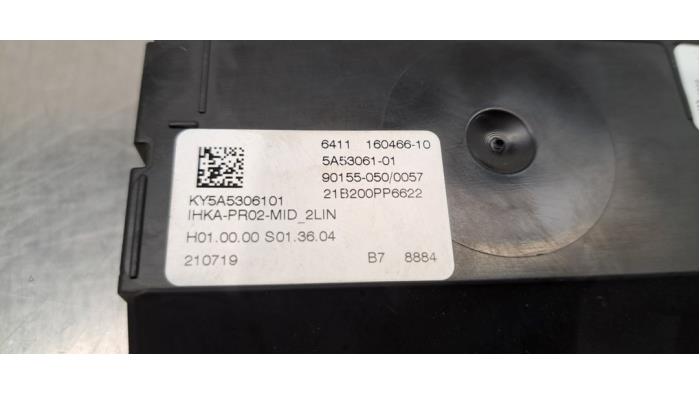 6411 160466-10
5A53061-01
90155-050/0057
KY5A5306101 21B200PP6622
IHKA-PR02-MID_2LIN
H01.00.00 S01.36.04
210719 B7 8884